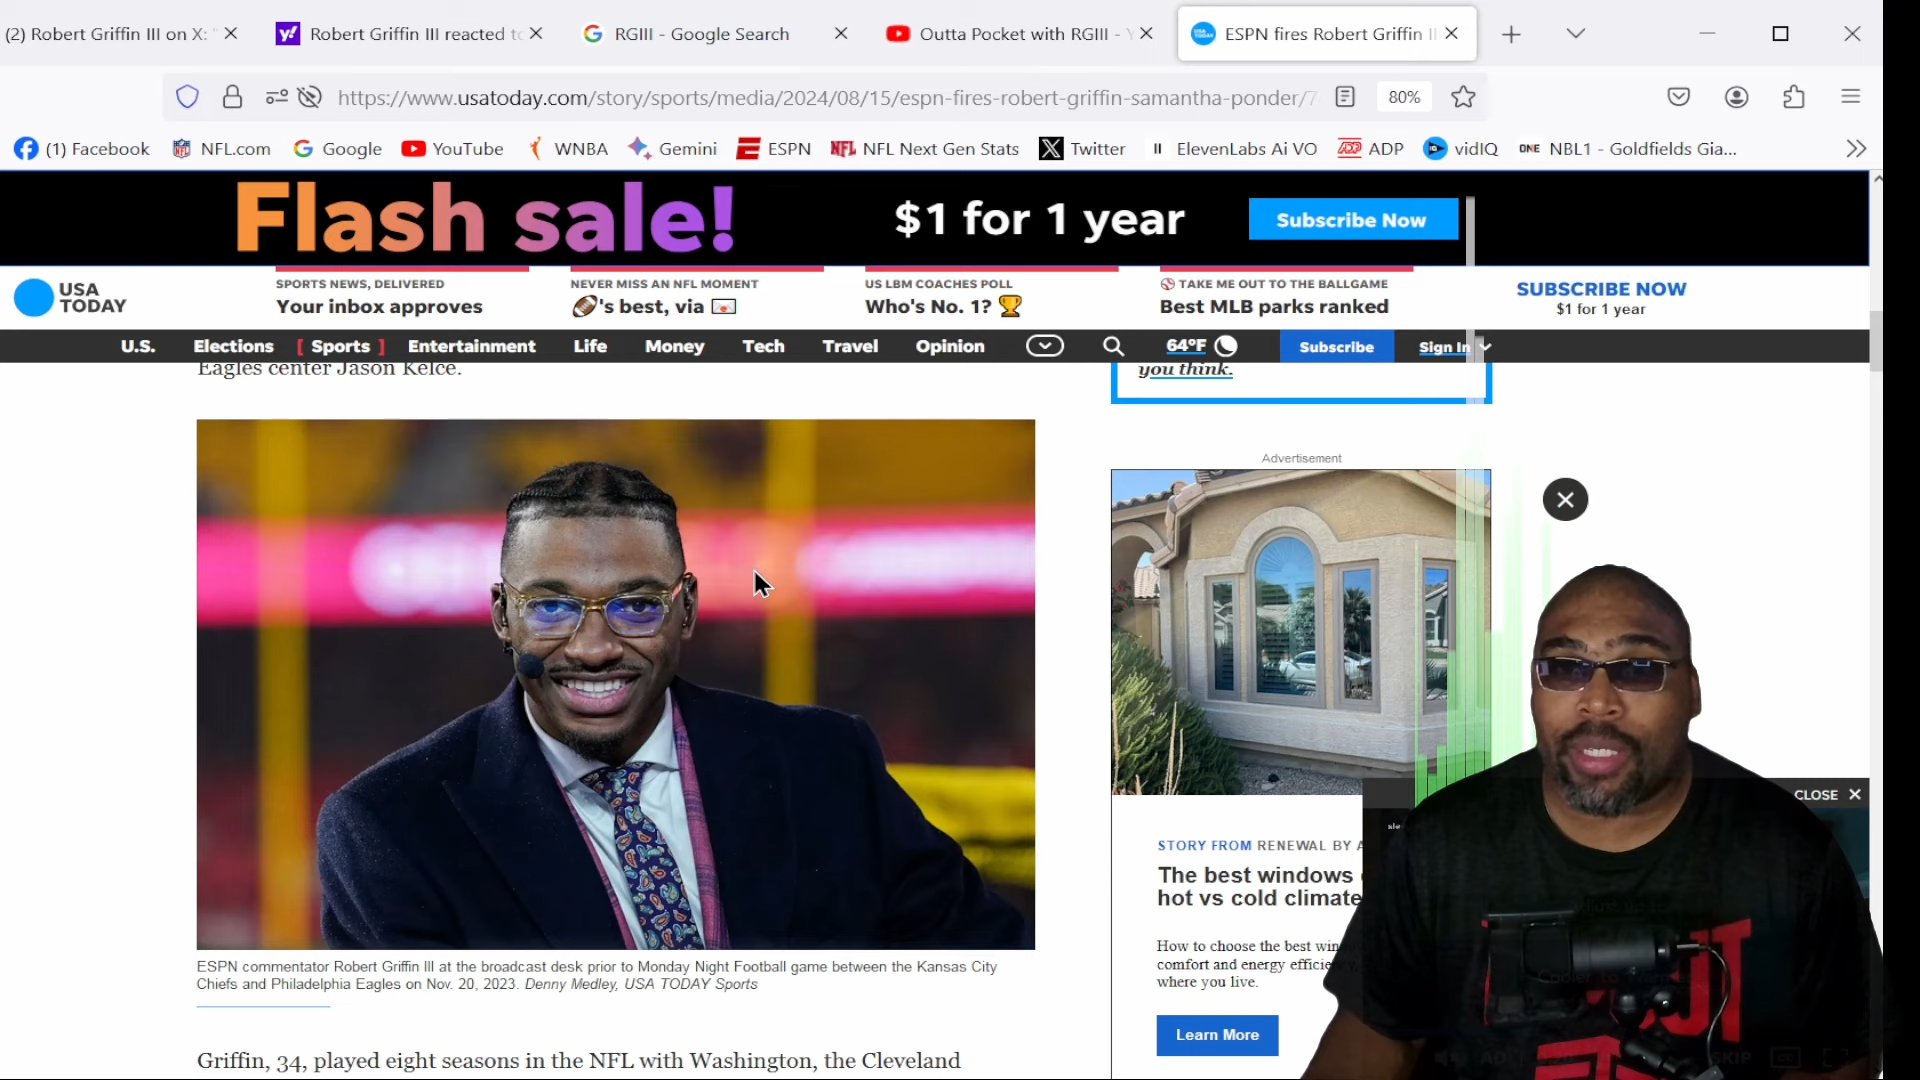 (2) Robert Griffin III on X: "
Robert Griffin III reacted to
RGIII - Google Search
Outta Pocket with RGIII - Y
ESPN fires Robert Griffin II
https://www.usatoday.com/story/sports/media/2024/08/15/espn-fires-robert-griffin-samantha-ponder/7
80%
(1) Facebook
NFL.com
Google
YouTube
WNBA
Gemini
ESPN
NFL Next Gen Stats
Twitter
ElevenLabs Ai VO
ADP
vidIQ
NBL1 - Goldfields Gia...
Flash sale!
$1 for 1 year
Subscribe Now
USA
TODAY
SPORTS NEWS, DELIVERED
Your inbox approves
NEVER MISS AN NFL MOMENT
🏈's best, via 💌
US LBM COACHES POLL
Who's No. 1? 🏆
⚾ TAKE ME OUT TO THE BALLGAME
Best MLB parks ranked
SUBSCRIBE NOW
$1 for 1 year
U.S.
Elections
[ Sports ]
Entertainment
Life
Money
Tech
Travel
Opinion
64°F
Subscribe
Sign In
Eagles center Jason Kelce.
you think.
Advertisement
ESPN commentator Robert Griffin III at the broadcast desk prior to Monday Night Football game between the Kansas City
Chiefs and Philadelphia Eagles on Nov. 20, 2023. Denny Medley, USA TODAY Sports
Griffin, 34, played eight seasons in the NFL with Washington, the Cleveland
CLOSE
STORY FROM RENEWAL BY A
The best windows
hot vs cold climate
How to choose the best win
comfort and energy efficie
where you live.
Learn More
AD
SKIP